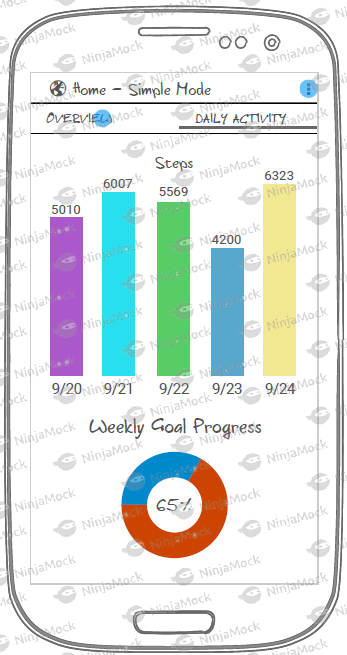 Home - Simple Mode
OVERVIEW
DAILY ACTIVITY
Steps
5010 6007 5569 4200 6323
9/20 9/21 9/22 9/23 9/24
Weekly Goal Progress
65%
NinjaMock